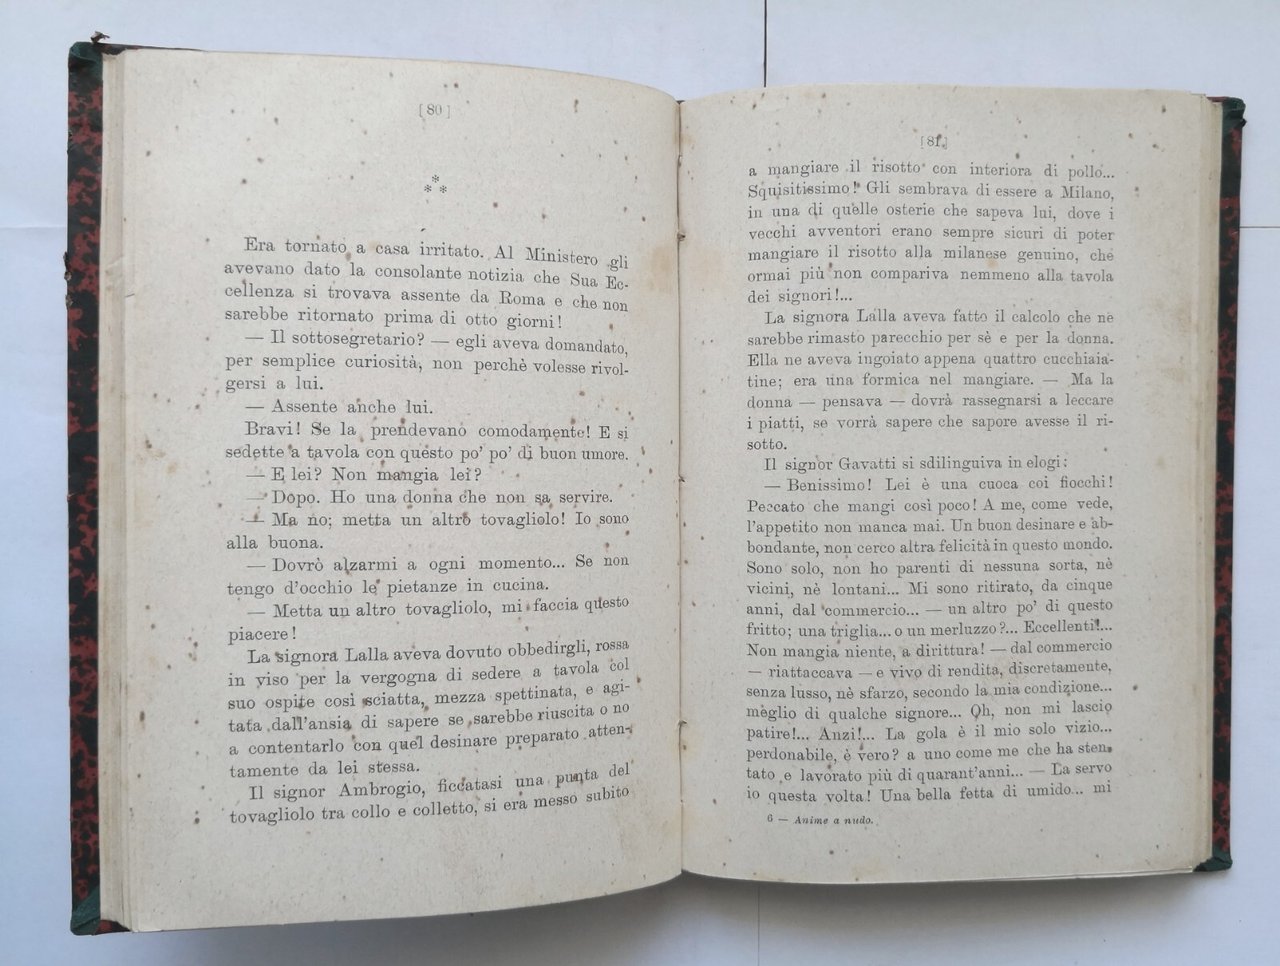 [ 80 ]
*
* *
Era tornato a casa irritato. Al Ministero gli
avevano dato la consolante notizia che Sua Ec-
cellenza si trovava assente da Roma e che non
sarebbe ritornato prima di otto giorni!
— Il sottosegretario? — egli aveva domandato,
per semplice curiosità, non perchè volesse rivol-
gersi a lui.
— Assente anche lui.
Bravi! Se la prendevano comodamente! E si
sedette a tavola con questo po' po' di buon umore.
— E lei? Non mangia lei?
— Dopo. Ho una donna che non sa servire.
— Ma no; metta un altro tovagliolo! Io sono
alla buona.
— Dovrò alzarmi a ogni momento... Se non
tengo d'occhio le pietanze in cucina.
— Metta un altro tovagliolo, mi faccia questo
piacere!
La signora Lalla aveva dovuto obbedirgli, rossa
in viso per la vergogna di sedere a tavola col
suo ospite così sciatta, mezza spettinata, e agi-
tata dall'ansia di sapere se sarebbe riuscita o no
a contentarlo con quel desinare preparato atten-
tamente da lei stessa.
Il signor Ambrogio, ficcatasi una punta del
tovagliolo tra collo e colletto, si era messo subito
[ 81 ]
a mangiare il risotto con interiora di pollo...
Squisitissimo! Gli sembrava di essere a Milano,
in una di quelle osterie che sapeva lui, dove i
vecchi avventori erano sempre sicuri di poter
mangiare il risotto alla milanese genuino, che
ormai più non compariva nemmeno alla tavola
dei signori!...
La signora Lalla aveva fatto il calcolo che ne
sarebbe rimasto parecchio per sè e per la donna.
Ella ne aveva ingoiato appena quattro cucchiaia-
tine; era una formica nel mangiare. — Ma la
donna — pensava — dovrà rassegnarsi a leccare
i piatti, se vorrà sapere che sapore avesse il ri-
sotto.
Il signor Gavatti si sdilinguiva in elogi:
— Benissimo! Lei è una cuoca coi fiocchi!
Peccato che mangi così poco! A me, come vede,
l'appetito non manca mai. Un buon desinare e ab-
bondante, non cerco altra felicità in questo mondo.
Sono solo, non ho parenti di nessuna sorta, nè
vicini, nè lontani... Mi sono ritirato, da cinque
anni, dal commercio... — un altro po' di questo
fritto; una triglia... o un merluzzo?... Eccellenti!...
Non mangia niente, a dirittura! — dal commercio
— riattaccava — e vivo di rendita, discretamente,
senza lusso, nè sfarzo, secondo la mia condizione...
meglio di qualche signore... Oh, non mi lascio
patire!... Anzi!... La gola è il mio solo vizio...
perdonabile, è vero? a uno come me che ha sten-
tato e lavorato più di quarant'anni... — La servo
io questa volta! Una bella fetta di umido... mi
6 — Anime a nudo.